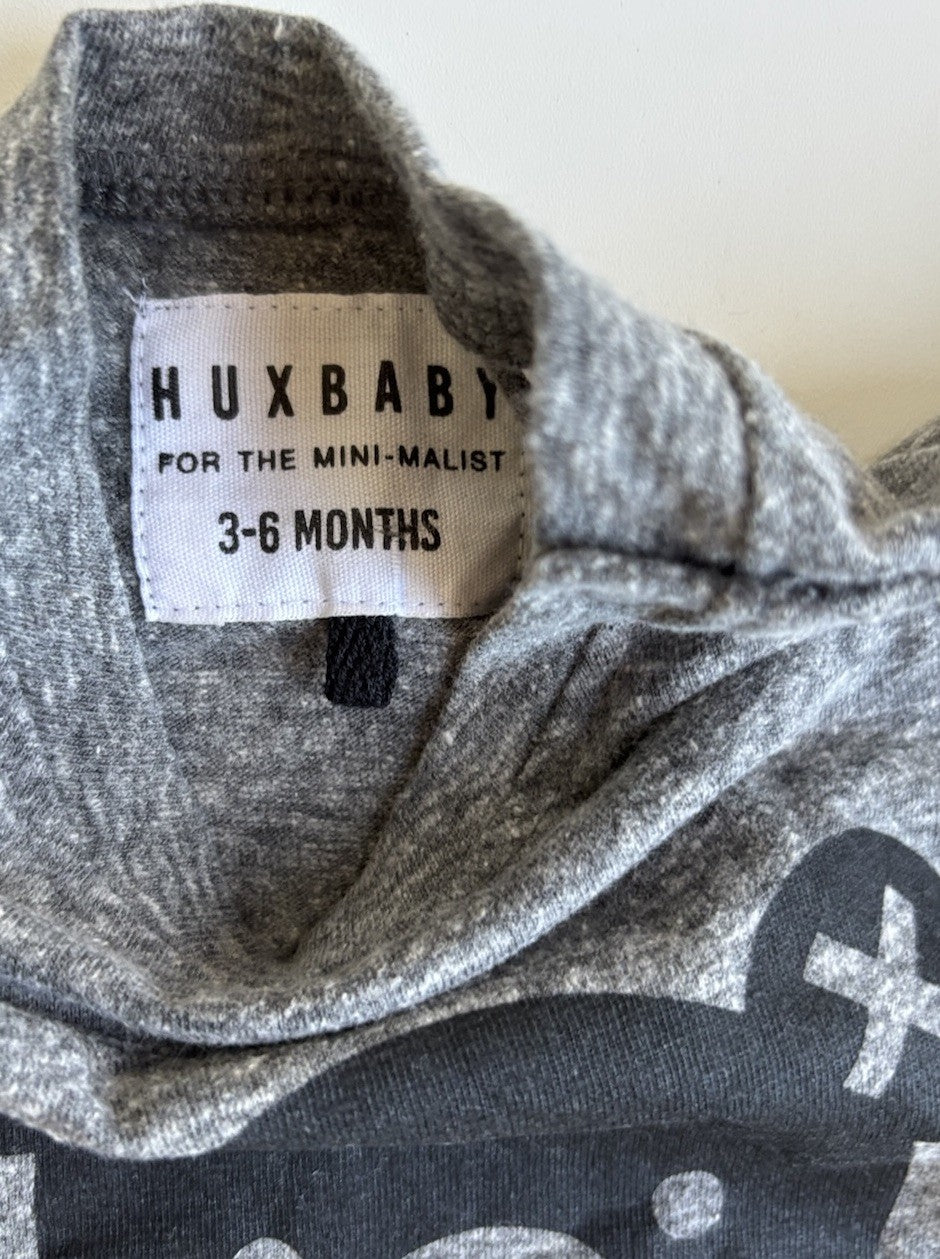 HUXBABY
FOR THE MINI-MALIST
3-6 MONTHS